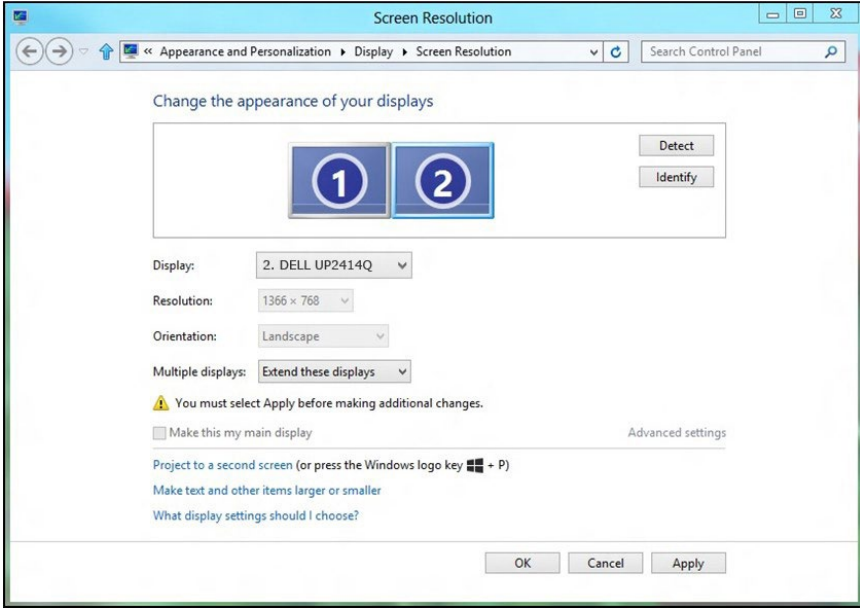 Screen Resolution
« Appearance and Personalization ▸ Display ▸ Screen Resolution Search Control Panel
Change the appearance of your displays
1 2
Detect
Identify
Display: 2. DELL UP2414Q
Resolution: 1366 × 768
Orientation: Landscape
Multiple displays: Extend these displays
You must select Apply before making additional changes.
Make this my main display Advanced settings
Project to a second screen (or press the Windows logo key + P)
Make text and other items larger or smaller
What display settings should I choose?
OK Cancel Apply